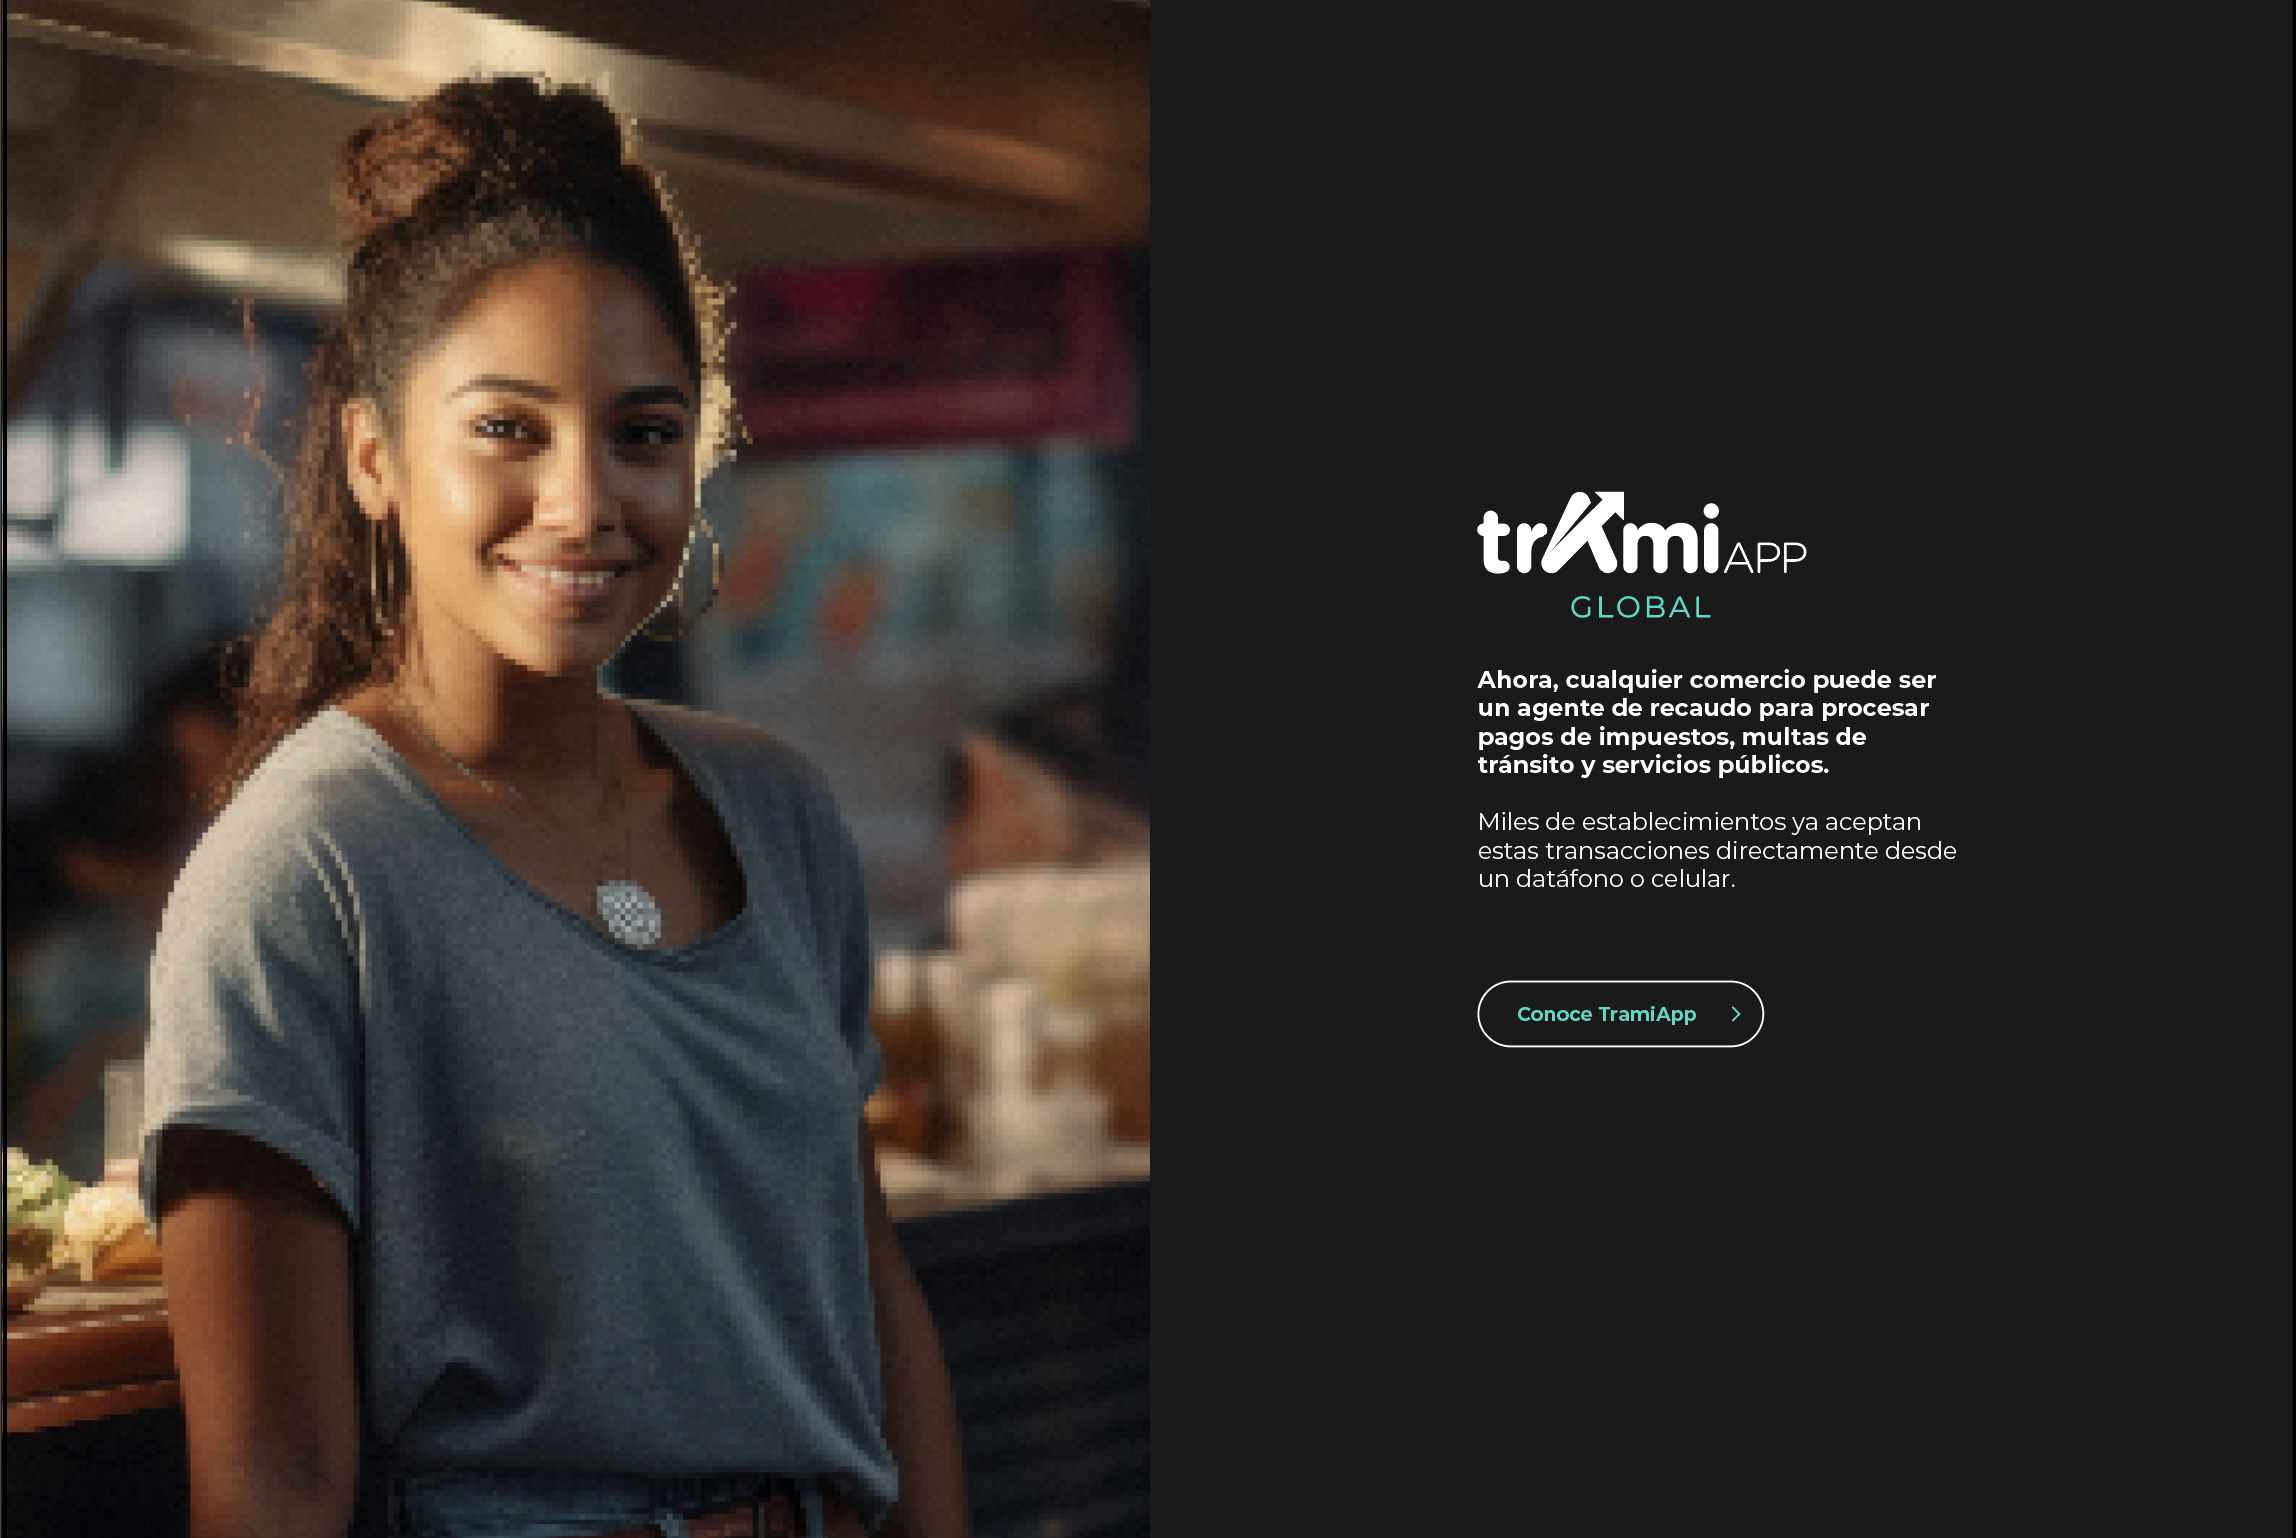 tramiAPP
GLOBAL
Ahora, cualquier comercio puede ser
un agente de recaudo para procesar
pagos de impuestos, multas de
tránsito y servicios públicos.
Miles de establecimientos ya aceptan
estas transacciones directamente desde
un datáfono o celular.
Conoce TramiApp